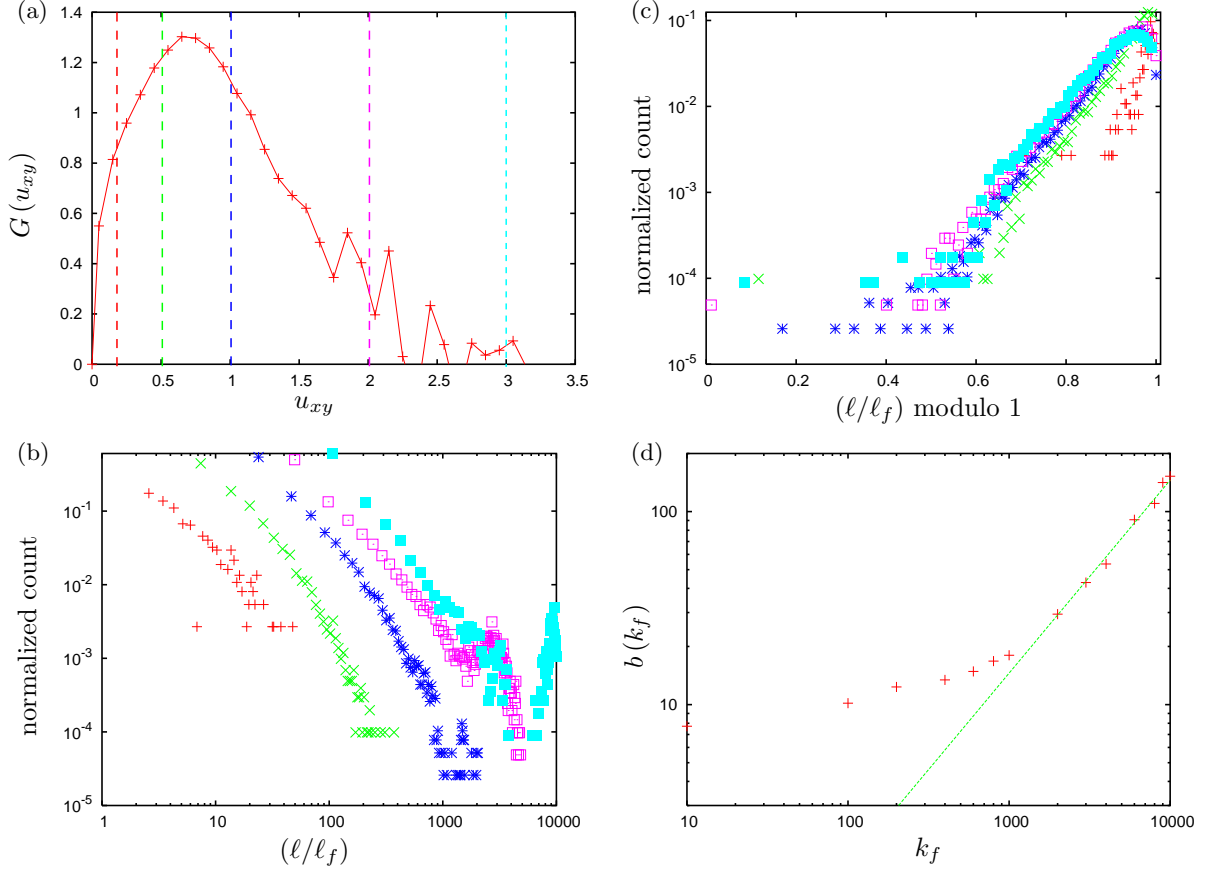 (a)
G (u_{xy})
1.4
1.2
1
0.8
0.6
0.4
0.2
0
0 0.5 1 1.5 2 2.5 3 3.5
u_{xy}
(c)
normalized count
10^{-1}
10^{-2}
10^{-3}
10^{-4}
10^{-5}
0 0.2 0.4 0.6 0.8 1
(ℓ/ℓ_f) modulo 1
(b)
normalized count
10^{-1}
10^{-2}
10^{-3}
10^{-4}
10^{-5}
1 10 100 1000 10000
(ℓ/ℓ_f)
(d)
b (k_f)
100
10
10 100 1000 10000
k_f